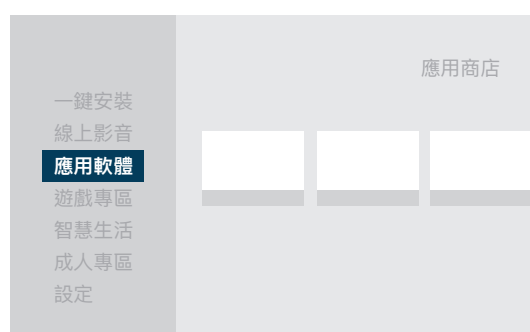 應用商店
一鍵安裝
線上影音
應用軟體
遊戲專區
智慧生活
成人專區
設定